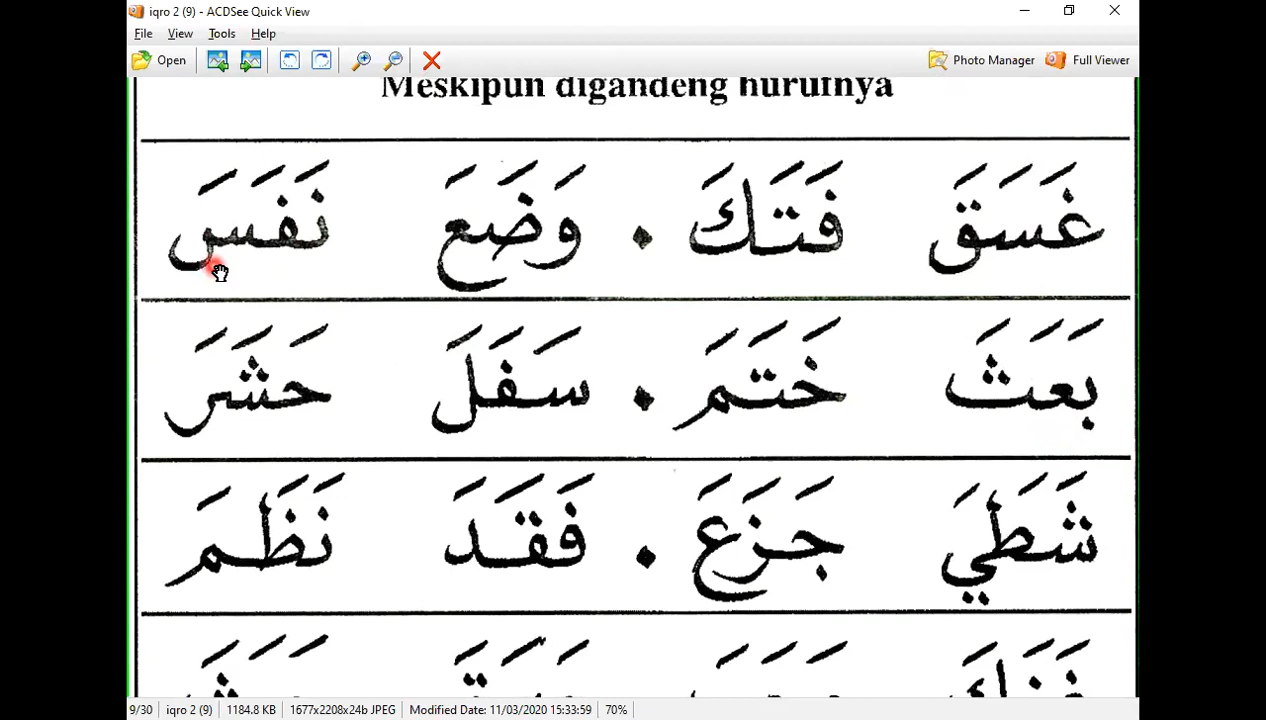 iqro 2 (9) - ACDSee Quick View
File View Tools Help
Open Photo Manager Full Viewer
Meskipun digandeng hurufnya
غَسَقَ فَتَكَ . وَضَعَ نَفَسَ
بَعَثَ خَتَمَ . سَفَلَ حَشَرَ
شَطَيَ جَزَعَ . فَقَدَ نَظَمَ
9/30 iqro 2 (9) 1184.8 KB 1677x2208x24b JPEG Modified Date: 11/03/2020 15:33:59 70%